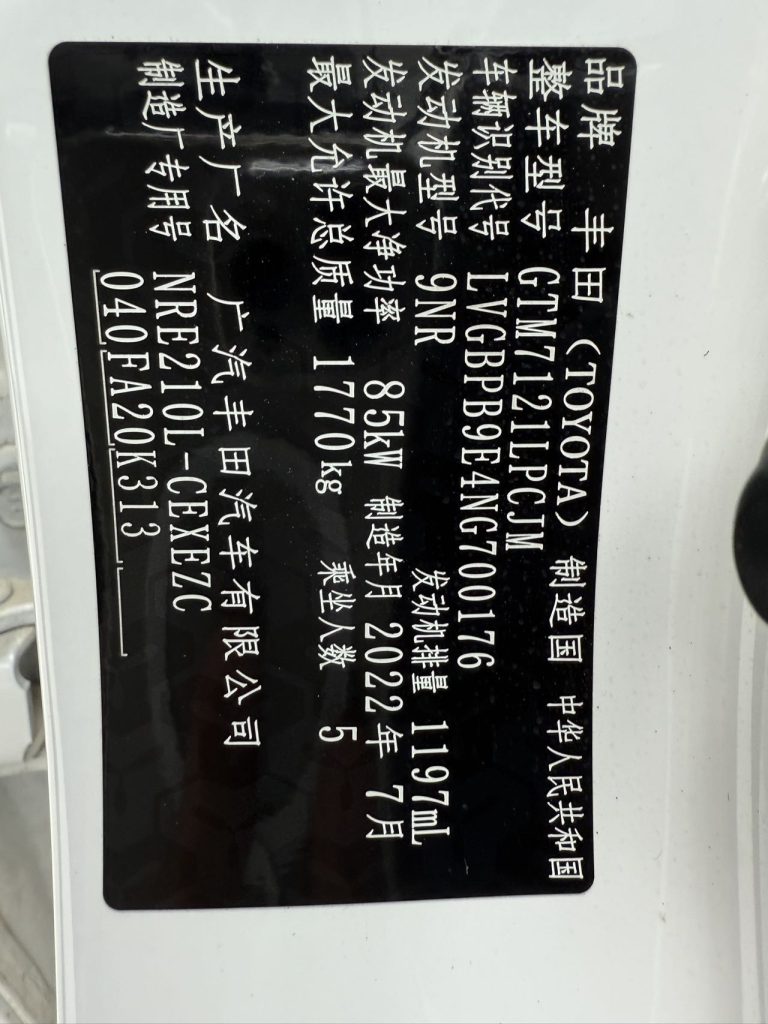 品牌 丰田（TOYOTA） 制造国 中华人民共和国
整车型号 GTM7121LPCJM
车辆识别代号 LVGBPB9E4NG700176
发动机型号 9NR 发动机排量 1197mL
发动机最大净功率 85kW 制造年月 2022年 7月
最大允许总质量 1770kg 乘坐人数 5
生产厂名 广汽丰田汽车有限公司
制造厂专用号 NRE210L-CEXEZC
040FA20K313